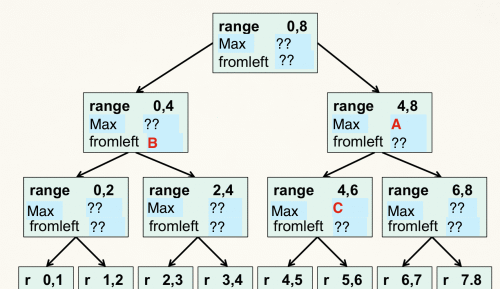 range 0,8
Max ??
fromleft ??
range 0,4
Max ??
fromleft B
range 4,8
Max A
fromleft ??
range 0,2
Max ??
fromleft ??
range 2,4
Max ??
fromleft ??
range 4,6
Max C
fromleft ??
range 6,8
Max ??
fromleft ??
r 0,1
r 1,2
r 2,3
r 3,4
r 4,5
r 5,6
r 6,7
r 7.8